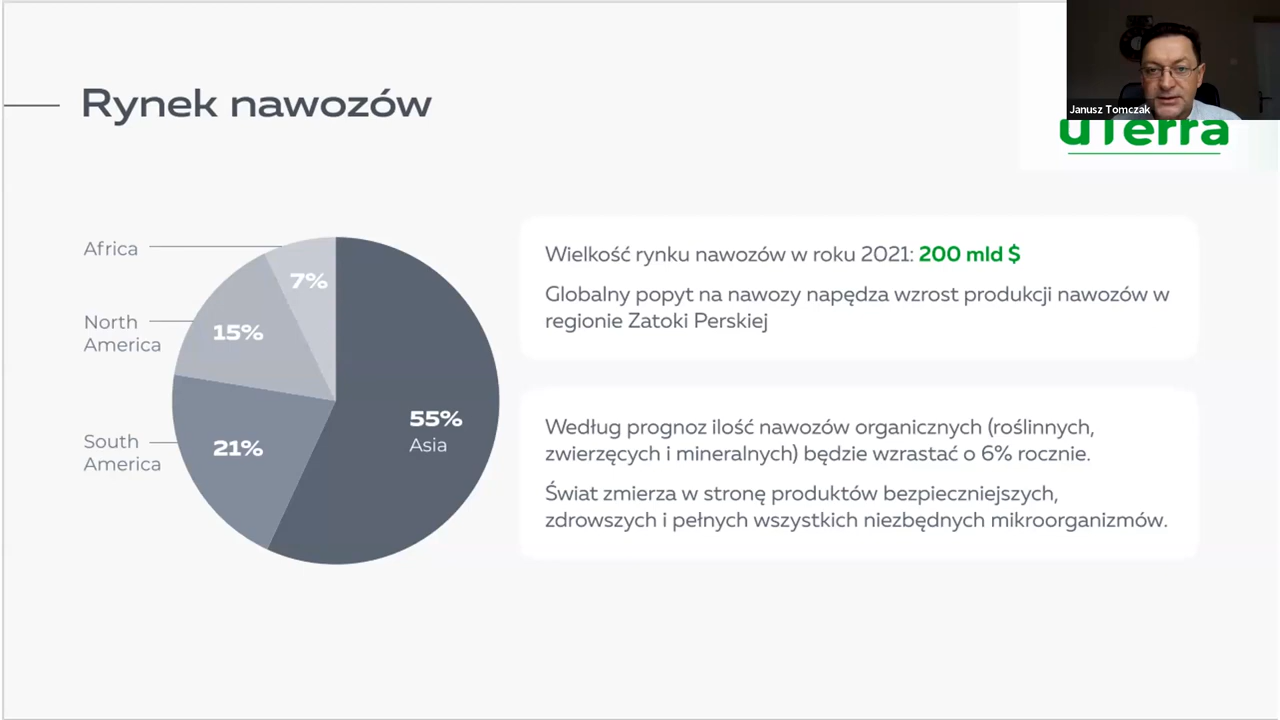 Rynek nawozów
Janusz Tomczak
uTerra
Africa
7%
North
America
15%
South
America
21%
55%
Asia
Wielkość rynku nawozów w roku 2021: 200 mld $
Globalny popyt na nawozy napędza wzrost produkcji nawozów w
regionie Zatoki Perskiej
Według prognoz ilość nawozów organicznych (roślinnych,
zwierzęcych i mineralnych) będzie wzrastać o 6% rocznie.
Świat zmierza w stronę produktów bezpieczniejszych,
zdrowszych i pełnych wszystkich niezbędnych mikroorganizmów.